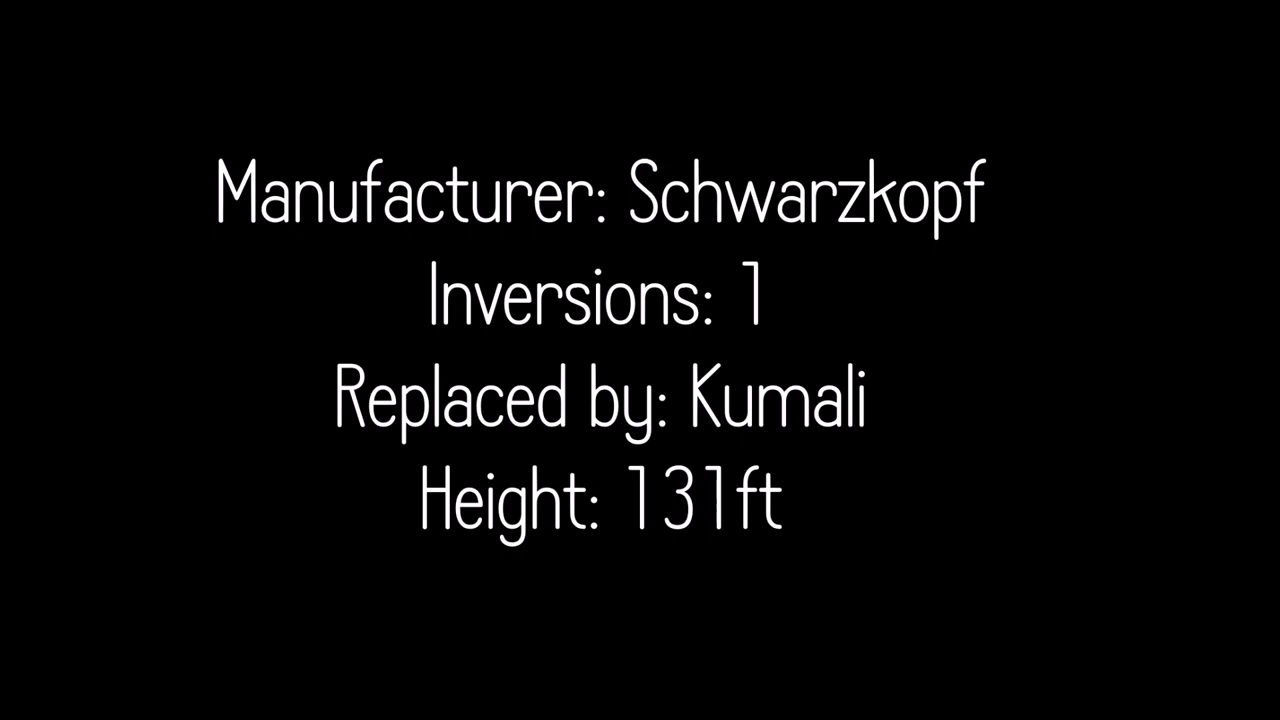 Manufacturer: Schwarzkopf
Inversions: 1
Replaced by: Kumali
Height: 131ft